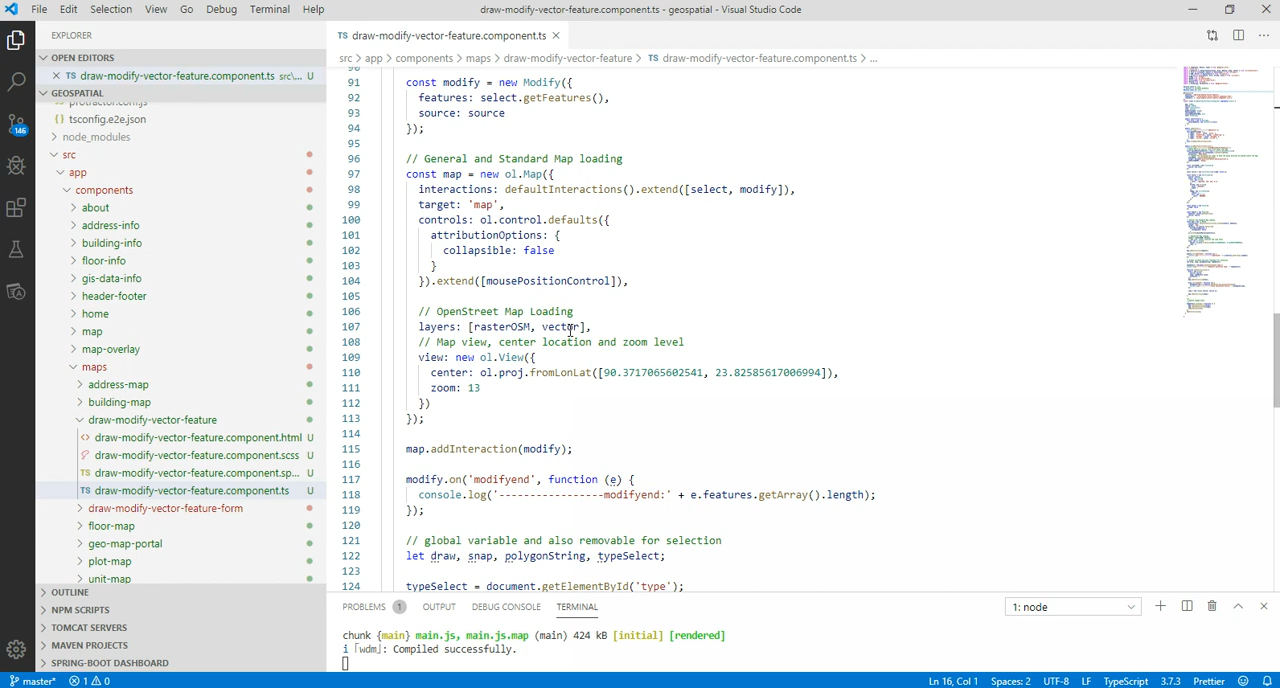 File Edit Selection View Go Debug Terminal Help
draw-modify-vector-feature.component.ts - geospatial - Visual Studio Code
EXPLORER
OPEN EDITORS
TS draw-modify-vector-feature.component.ts src\... U
GEOSPATIAL
protractor.conf.js
{} tsconfig.e2e.json
node_modules
src
app
components
about
address-info
building-info
floor-info
gis-data-info
header-footer
home
map
map-overlay
maps
address-map
building-map
draw-modify-vector-feature
<> draw-modify-vector-feature.component.html U
draw-modify-vector-feature.component.scss U
TS draw-modify-vector-feature.component.sp... U
TS draw-modify-vector-feature.component.ts U
draw-modify-vector-feature-form
floor-map
geo-map-portal
plot-map
unit-map
OUTLINE
NPM SCRIPTS
TOMCAT SERVERS
MAVEN PROJECTS
SPRING-BOOT DASHBOARD
146
TS draw-modify-vector-feature.component.ts
src > app > components > maps > draw-modify-vector-feature > TS draw-modify-vector-feature.component.ts > ...
90
91 const modify = new Modify({
92 features: select.getFeatures(),
93 source: source
94 });
95
96 // General and Standard Map loading
97 const map = new ol.Map({
98 interactions: defaultInteractions().extend([select, modify]),
99 target: 'map',
100 controls: ol.control.defaults({
101 attributionOptions: {
102 collapsible: false
103 }
104 }).extend([mousePositionControl]),
105
106 // OpenStreet Map Loading
107 layers: [rasterOSM, vector],
108 // Map view, center location and zoom level
109 view: new ol.View({
110 center: ol.proj.fromLonLat([90.3717065602541, 23.82585617006994]),
111 zoom: 13
112 })
113 });
114
115 map.addInteraction(modify);
116
117 modify.on('modifyend', function (e) {
118 console.log('-----------------modifyend:' + e.features.getArray().length);
119 });
120
121 // global variable and also removable for selection
122 let draw, snap, polygonString, typeSelect;
123
124 typeSelect = document.getElementById('type');
PROBLEMS 1 OUTPUT DEBUG CONSOLE TERMINAL
1: node
chunk {main} main.js, main.js.map (main) 424 kB [initial] [rendered]
i ｢wdm｣: Compiled successfully.
master* 1 0
Ln 16, Col 1 Spaces: 2 UTF-8 LF TypeScript 3.7.3 Prettier